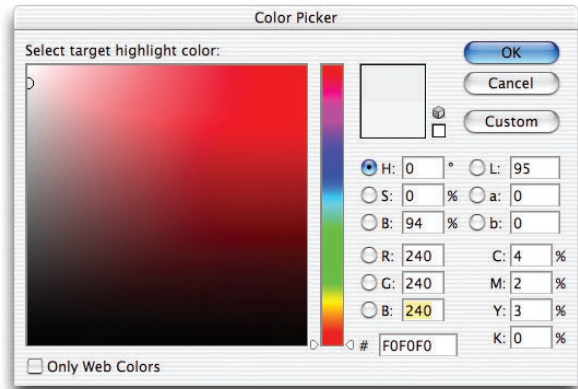 Color Picker
Select target highlight color:
OK
Cancel
Custom
H: 0 ° L: 95
S: 0 % a: 0
B: 94 % b: 0
R: 240 C: 4 %
G: 240 M: 2 %
B: 240 Y: 3 %
# F0F0F0 K: 0 %
Only Web Colors